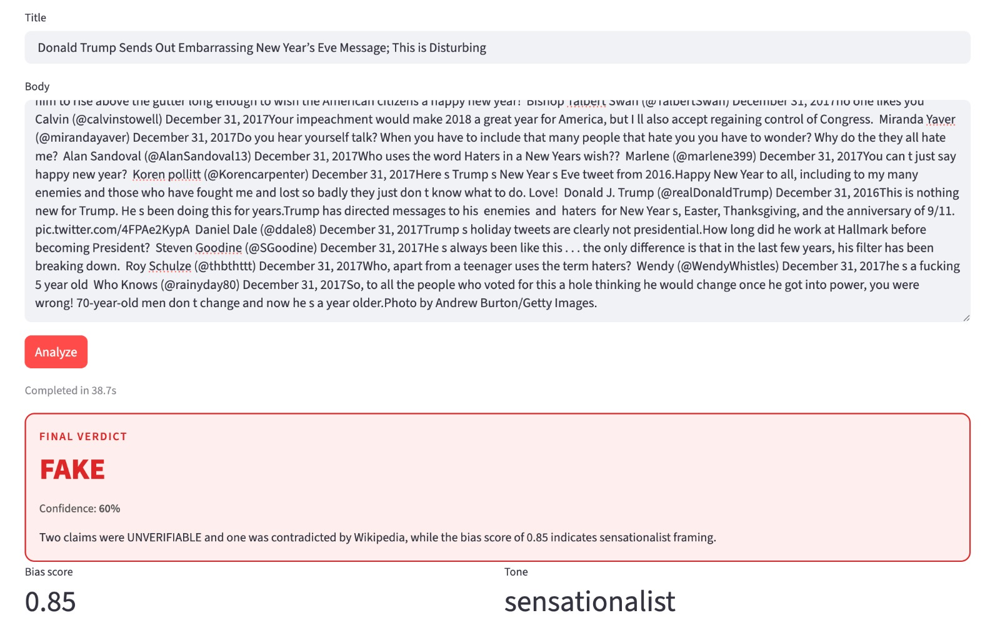 Title
Donald Trump Sends Out Embarrassing New Year’s Eve Message; This is Disturbing
Body
him to rise above the gutter long enough to wish the American citizens a happy new year!  Bishop Talbert Swan (@TalbertSwan) December 31, 2017no one likes you
Calvin (@calvinstowell) December 31, 2017Your impeachment would make 2018 a great year for America, but I ll also accept regaining control of Congress.  Miranda Yaver
(@mirandayaver) December 31, 2017Do you hear yourself talk? When you have to include that many people that hate you you have to wonder? Why do the they all hate
me?  Alan Sandoval (@AlanSandoval13) December 31, 2017Who uses the word Haters in a New Years wish??  Marlene (@marlene399) December 31, 2017You can t just say
happy new year?  Koren pollitt (@Korencarpenter) December 31, 2017Here s Trump s New Year s Eve tweet from 2016.Happy New Year to all, including to my many
enemies and those who have fought me and lost so badly they just don t know what to do. Love!  Donald J. Trump (@realDonaldTrump) December 31, 2016This is nothing
new for Trump. He s been doing this for years.Trump has directed messages to his  enemies  and  haters  for New Year s, Easter, Thanksgiving, and the anniversary of 9/11.
pic.twitter.com/4FPAe2KypA  Daniel Dale (@ddale8) December 31, 2017Trump s holiday tweets are clearly not presidential.How long did he work at Hallmark before
becoming President?  Steven Goodine (@SGoodine) December 31, 2017He s always been like this . . . the only difference is that in the last few years, his filter has been
breaking down.  Roy Schulze (@thbthttt) December 31, 2017Who, apart from a teenager uses the term haters?  Wendy (@WendyWhistles) December 31, 2017he s a fucking
5 year old  Who Knows (@rainyday80) December 31, 2017So, to all the people who voted for this a hole thinking he would change once he got into power, you were
wrong! 70-year-old men don t change and now he s a year older.Photo by Andrew Burton/Getty Images.
Analyze
Completed in 38.7s
FINAL VERDICT
FAKE
Confidence: 60%
Two claims were UNVERIFIABLE and one was contradicted by Wikipedia, while the bias score of 0.85 indicates sensationalist framing.
Bias score
Tone
0.85
sensationalist